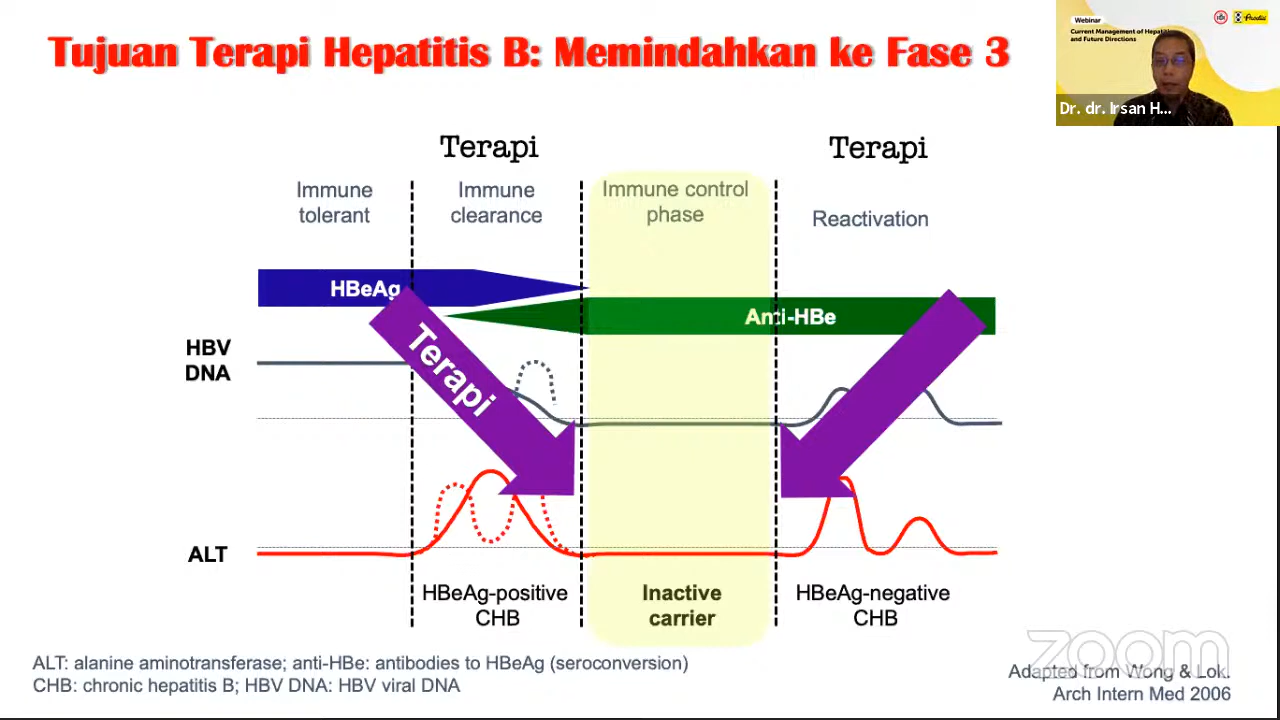 Tujuan Terapi Hepatitis B: Memindahkan ke Fase 3
Webinar
Current Management of
and Future Directions
Prodia
Dr. dr. Irsan H...
Terapi
Terapi
Immune
tolerant
Immune
clearance
Immune control
phase
Reactivation
HBeAg
Anti-HBe
HBV
DNA
Terapi
ALT
HBeAg-positive
CHB
Inactive
carrier
HBeAg-negative
CHB
ALT: alanine aminotransferase; anti-HBe: antibodies to HBeAg (seroconversion)
CHB: chronic hepatitis B; HBV DNA: HBV viral DNA
zoom
Adapted from Wong & Lok.
Arch Intern Med 2006